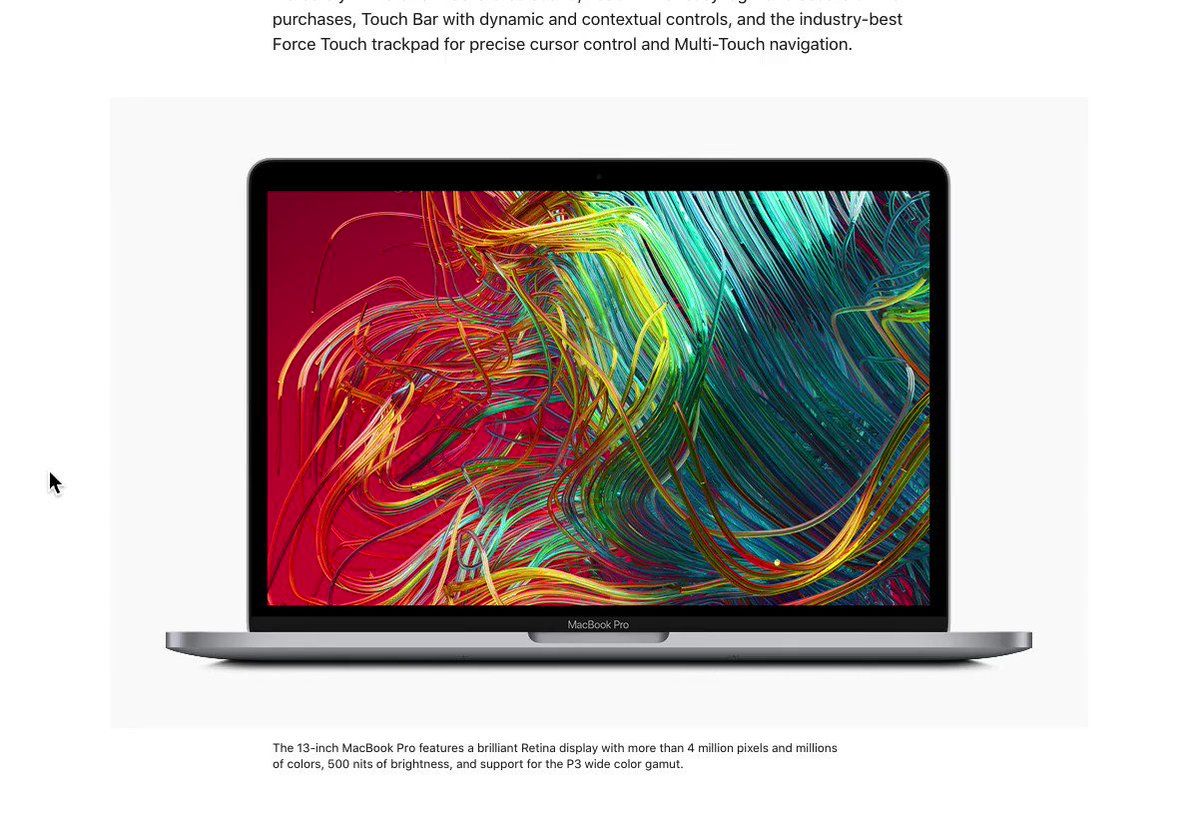 purchases, Touch Bar with dynamic and contextual controls, and the industry-best
Force Touch trackpad for precise cursor control and Multi-Touch navigation.
MacBook Pro
The 13-inch MacBook Pro features a brilliant Retina display with more than 4 million pixels and millions
of colors, 500 nits of brightness, and support for the P3 wide color gamut.